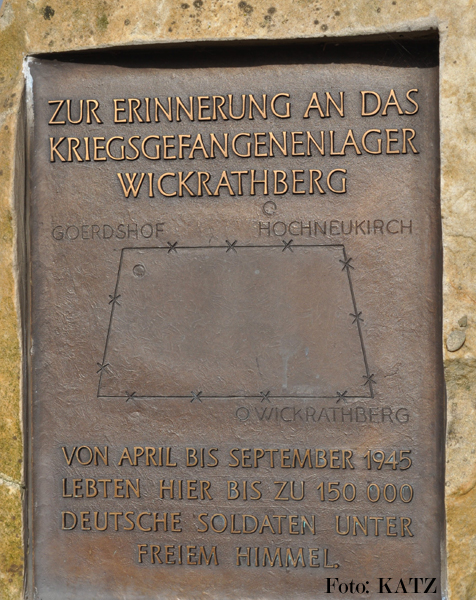 ZUR ERINNERUNG AN DAS
KRIEGSGEFANGENENLAGER
WICKRATHBERG
GOERDSHOF HOCHNEUKIRCH
O WICKRATHBERG
VON APRIL BIS SEPTEMBER 1945
LEBTEN HIER BIS ZU 150 000
DEUTSCHE SOLDATEN UNTER
FREIEM HIMMEL.
Foto: KATZ